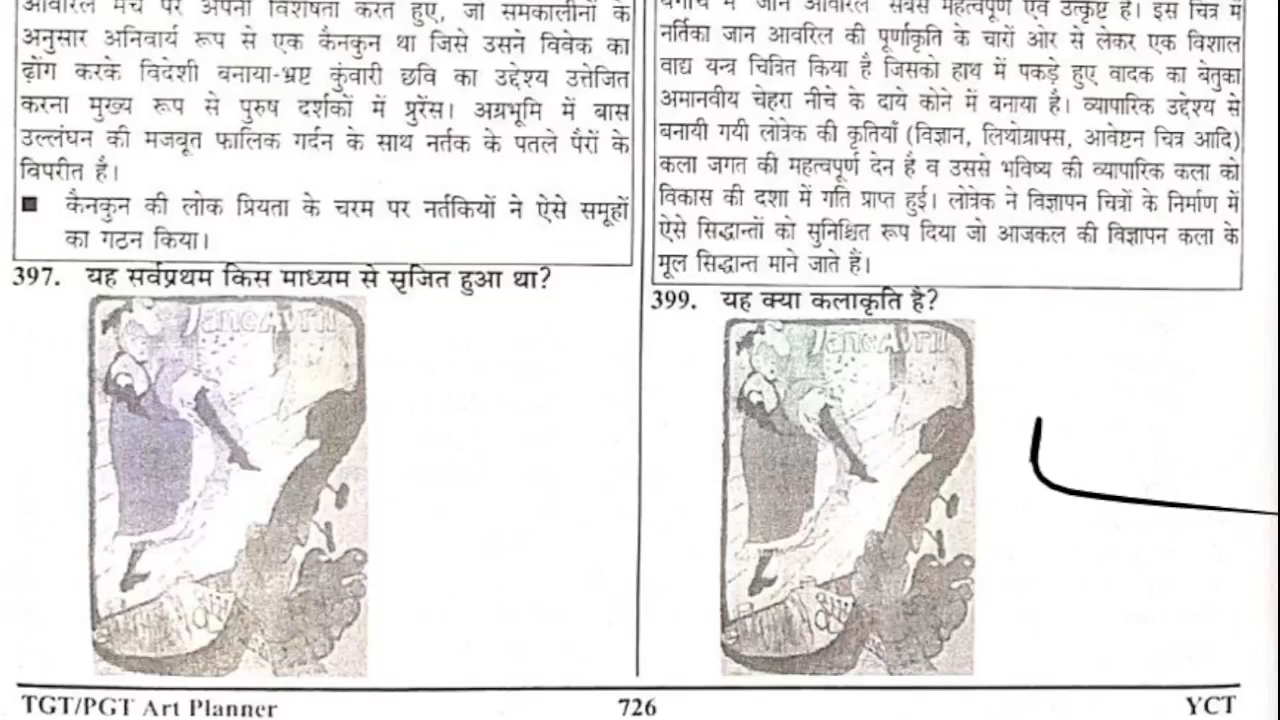 आवरिल मंच पर अपनी विशेषता करते हुए, जो समकालीनों के
अनुसार अनिवार्य रूप से एक कैनकुन था जिसे उसने विवेक का
ढ़ोंग करके विदेशी बनाया-भ्रष्ट कुंवारी छवि का उद्देश्य उत्तेजित
करना मुख्य रूप से पुरुष दर्शकों में प्रुरेंस। अग्रभूमि में बास
उल्लंघन की मजबूत फालिक गर्दन के साथ नर्तक के पतले पैरों के
विपरीत है।
■ कैनकुन की लोक प्रियता के चरम पर नर्तकियों ने ऐसे समूहों
का गठन किया।
397. यह सर्वप्रथम किस माध्यम से सृजित हुआ था?
Jane Avril
बगीचे में' जान आवरिल' सबसे महत्वपूर्ण एवं उत्कृष्ट है। इस चित्र में
नर्तिका जान आवरिल की पूर्णाकृति के चारों ओर से लेकर एक विशाल
वाद्य यन्त्र चित्रित किया है जिसको हाथ में पकड़े हुए वादक का बेतुका
अमानवीय चेहरा नीचे के दाये कोने में बनाया है। व्यापारिक उद्देश्य से
बनायी गयी लोत्रेक की कृतियाँ (विज्ञान, लिथोग्राफ्स, आवेष्टन चित्र आदि)
कला जगत की महत्वपूर्ण देन है व उससे भविष्य की व्यापारिक कला को
विकास की दशा में गति प्राप्त हुई। लोत्रेक ने विज्ञापन चित्रों के निर्माण में
ऐसे सिद्धान्तों को सुनिश्चित रूप दिया जो आजकल की विज्ञापन कला के
मूल सिद्धान्त माने जाते हैं।
399. यह क्या कलाकृति है?
Jane Avril
TGT/PGT Art Planner 726 YCT